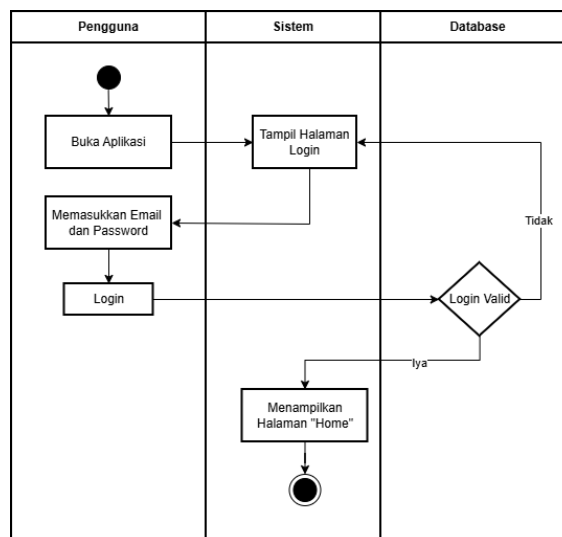 Pengguna
Sistem
Database
Buka Aplikasi
Tampil Halaman
Login
Memasukkan Email
dan Password
Tidak
Login
Login Valid
Iya
Menampilkan
Halaman "Home"